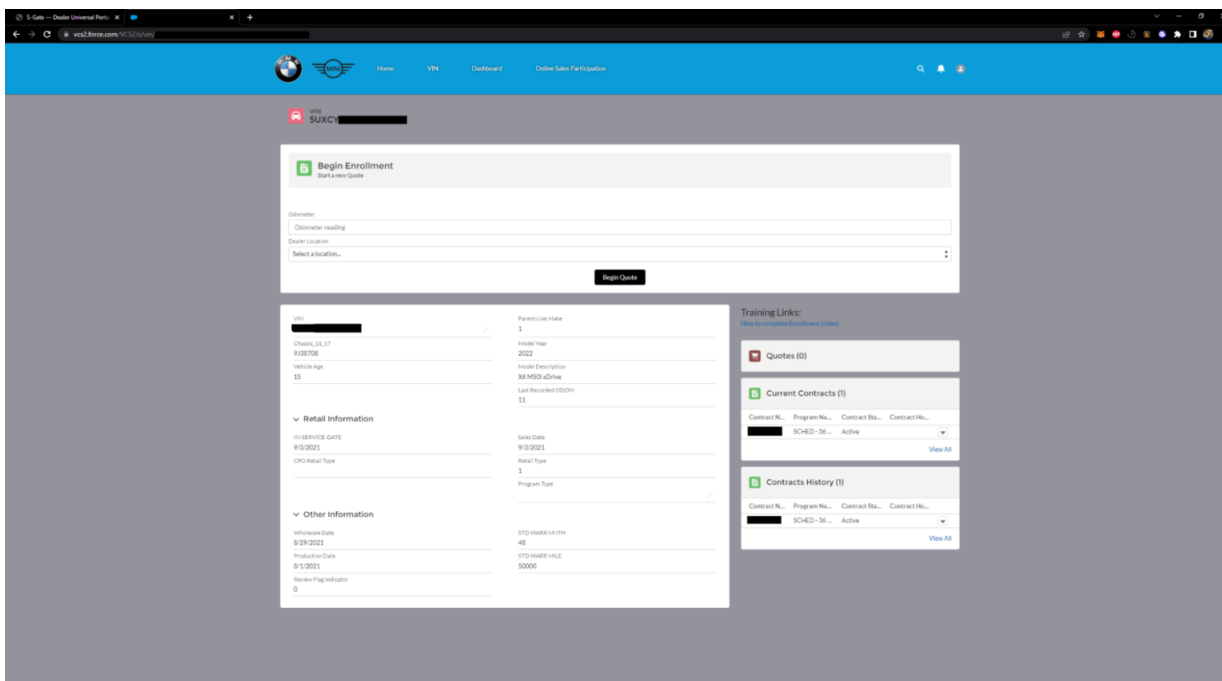 S-Gate — Dealer Universal Porta
vcs2.force.com/VCS2/s/vin/
BMW
MINI
Home VIN Dashboard Online Sales Participation
VIN
5UXCY
Begin Enrollment
Start a new Quote
Odometer
Odometer reading
Dealer Location
Select a location...
Begin Quote
VIN
Chassis_11_17
9J38708
Vehicle Age
15
Parent Line Make
1
Model Year
2022
Model Description
X6 M50i xDrive
Last Recorded ODOM
11
Retail Information
IN-SERVICE-DATE
9/3/2021
CPO Retail Type
Sales Date
9/3/2021
Retail Type
1
Program Type
Other Information
Wholesale Date
8/29/2021
Production Date
8/1/2021
Review Flag Indicator
0
STD WARR MNTH
48
STD WARR MILE
50000
Training Links:
How to complete Enrollment (video)
Quotes (0)
Current Contracts (1)
Contract N... Program Na... Contract Sta... Contract Ho...
SCHED - 36 ... Active
View All
Contracts History (1)
Contract N... Program Na... Contract Sta... Contract Ho...
SCHED - 36 ... Active
View All